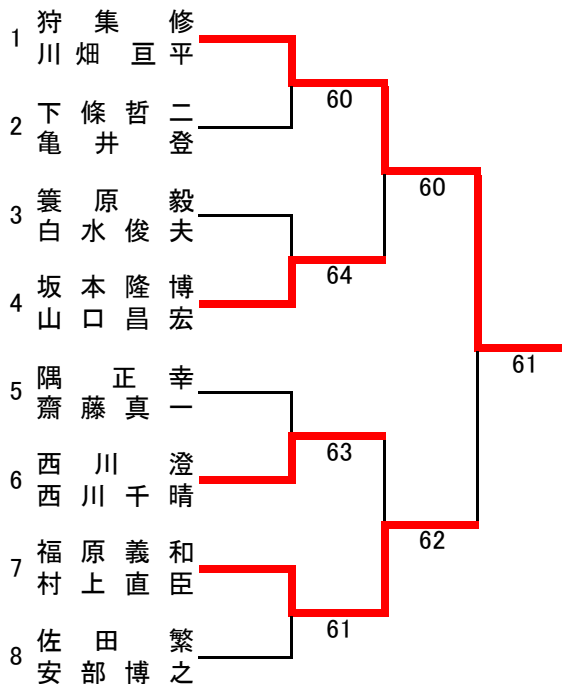 1 狩集修
川畑亘平
60
2 下條哲二
亀井登
60
3 簑原毅
白水俊夫
64
4 坂本隆博
山口昌宏
61
5 隅正幸
齋藤真一
63
6 西川澄
西川千晴
62
7 福原義和
村上直臣
61
8 佐田繁
安部博之